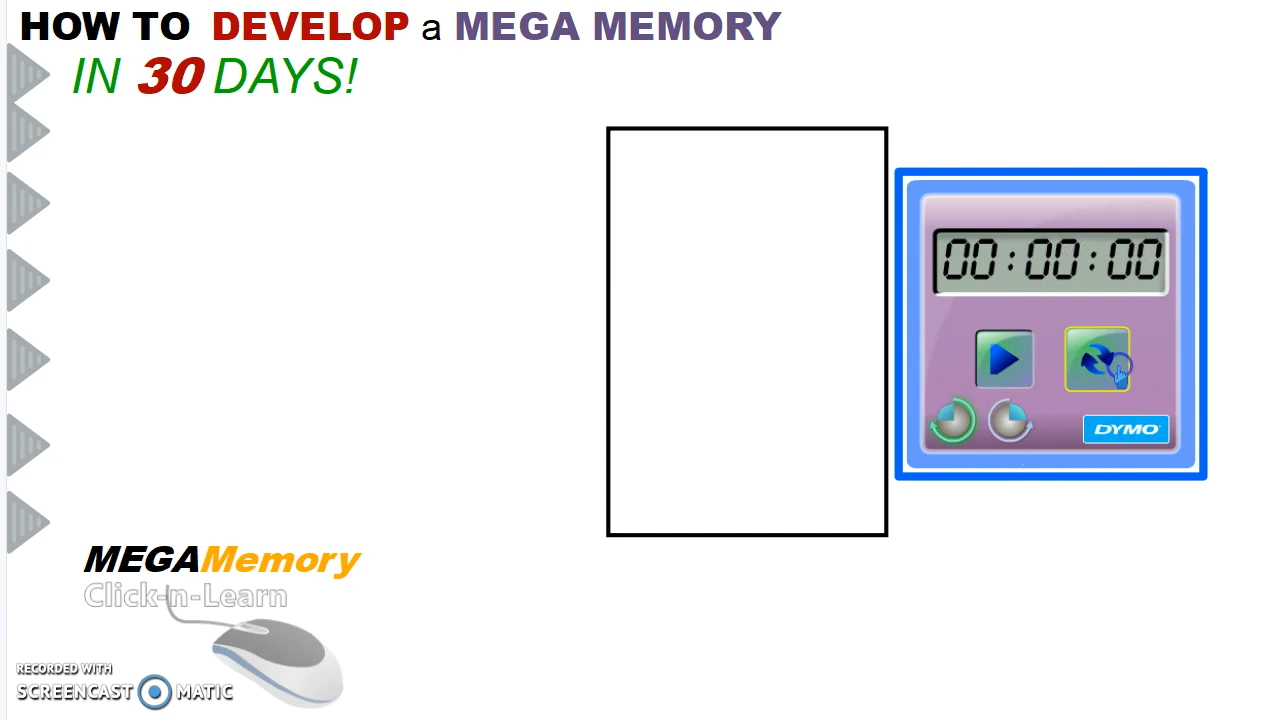 HOW TO DEVELOP a MEGA MEMORY
IN 30 DAYS!
00:00:00
DYMO
MEGAMemory
Click-n-Learn
RECORDED WITH
SCREENCAST MATIC